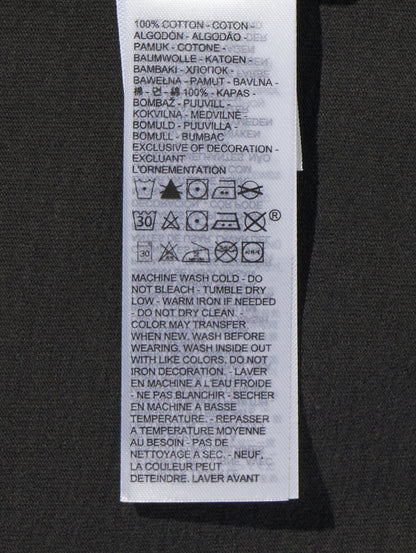 100% COTTON - COTON -
ALGODÓN - ALGODÃO -
PAMUK - COTONE -
BAUMWOLLE - KATOEN -
BAMBAKI - ХЛОПОК -
BAWEŁNA - PAMUT - BAVLNA -
棉 - 면 - 綿 100% - KAPAS -
BOMBAŽ - PUUVILL -
KOKVILNA - MEDVILNĖ -
BOMULD - PUUVILLA -
BOMULL - BUMBAC
EXCLUSIVE OF DECORATION -
EXCLUANT
L'ORNEMENTATION
30 ®
30
MACHINE WASH COLD - DO
NOT BLEACH - TUMBLE DRY
LOW - WARM IRON IF NEEDED
- DO NOT DRY CLEAN. -
COLOR MAY TRANSFER
WHEN NEW. WASH BEFORE
WEARING. WASH INSIDE OUT
WITH LIKE COLORS. DO NOT
IRON DECORATION. - LAVER
EN MACHINE A L'EAU FROIDE
- NE PAS BLANCHIR - SECHER
EN MACHINE A BASSE
TEMPERATURE. - REPASSER
A TEMPERATURE MOYENNE
AU BESOIN - PAS DE
NETTOYAGE A SEC. - NEUF,
LA COULEUR PEUT
DETEINDRE. LAVER AVANT